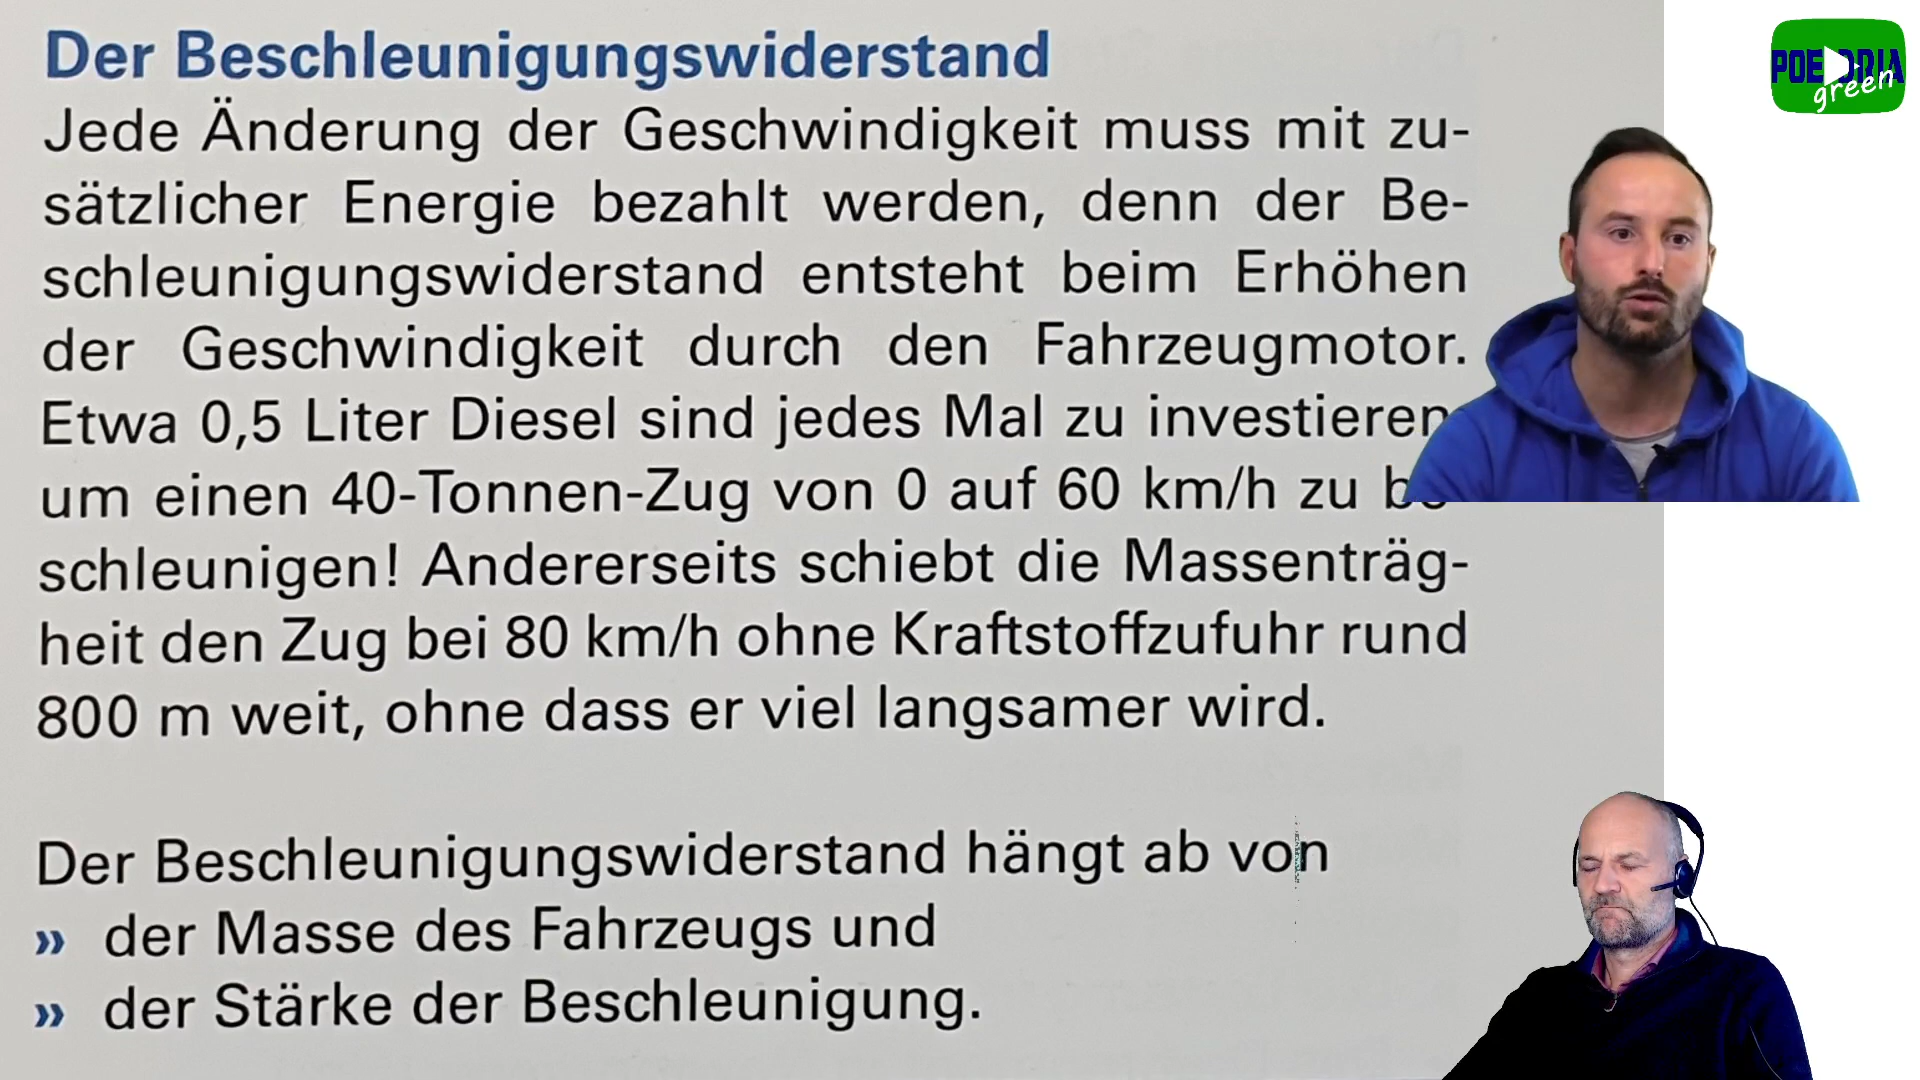 Der Beschleunigungswiderstand
Jede Änderung der Geschwindigkeit muss mit zu-
sätzlicher Energie bezahlt werden, denn der Be-
schleunigungswiderstand entsteht beim Erhöhen
der Geschwindigkeit durch den Fahrzeugmotor.
Etwa 0,5 Liter Diesel sind jedes Mal zu investieren
um einen 40-Tonnen-Zug von 0 auf 60 km/h zu be
schleunigen! Andererseits schiebt die Massenträg-
heit den Zug bei 80 km/h ohne Kraftstoffzufuhr rund
800 m weit, ohne dass er viel langsamer wird.
Der Beschleunigungswiderstand hängt ab von
» der Masse des Fahrzeugs und
» der Stärke der Beschleunigung.
green